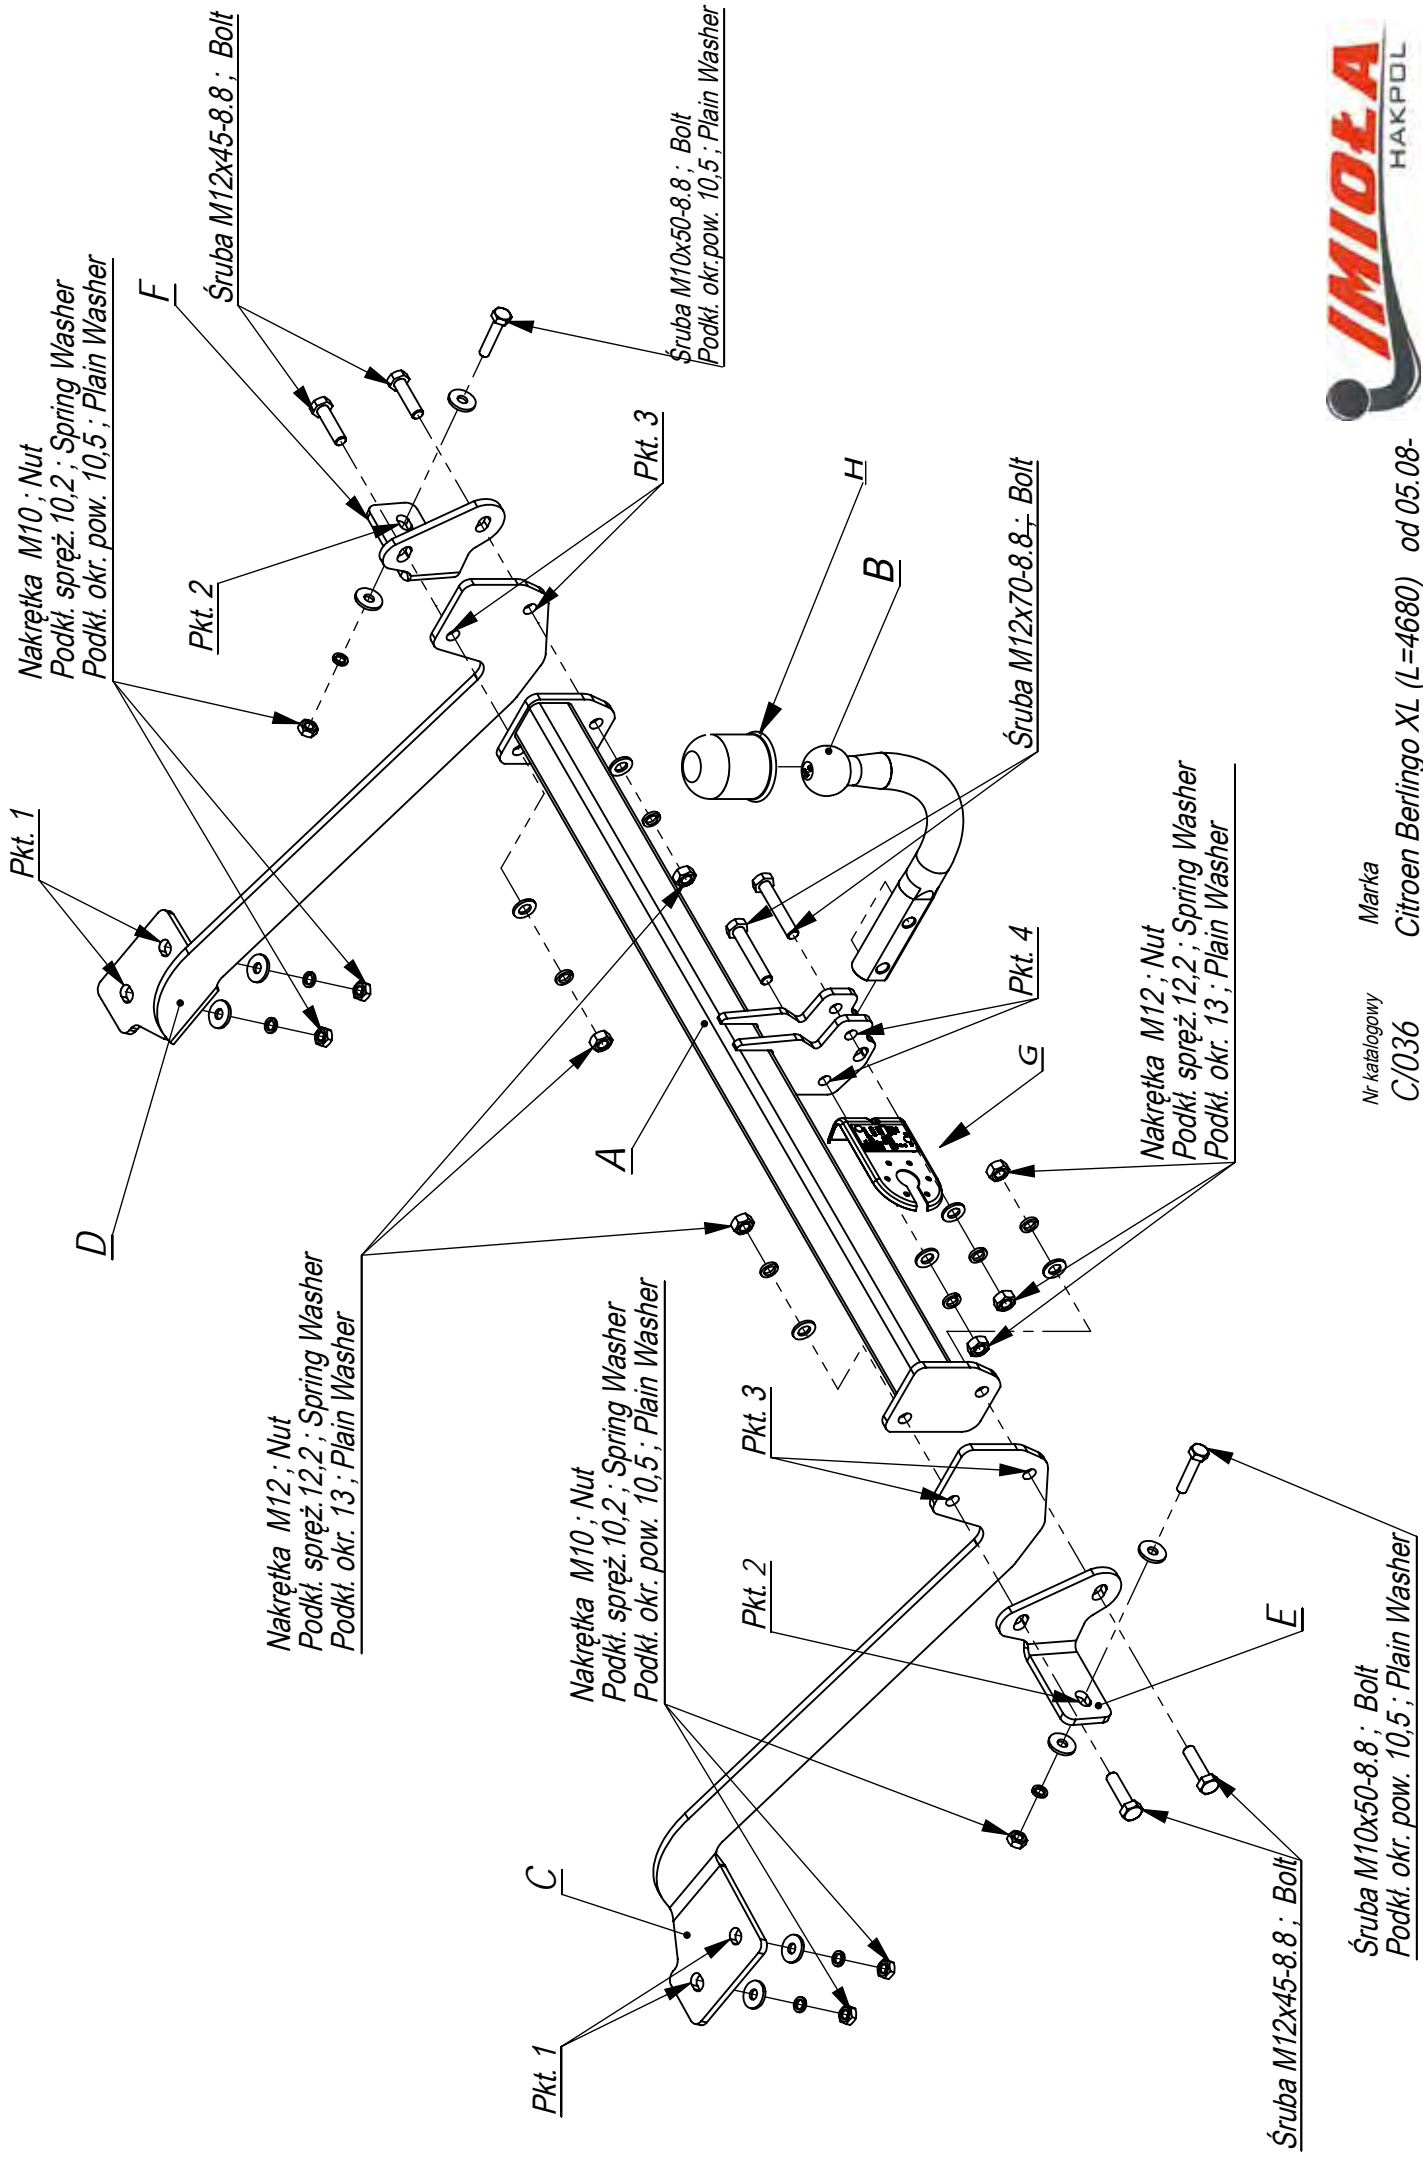 Pkt. 1
D
Nakrętka M10 ; Nut
Podkł. spręż. 10,2 ; Spring Washer
Podkł. okr. pow. 10,5 ; Plain Washer
Pkt. 2
F
Śruba M12x45-8.8 ; Bolt
Śruba M10x50-8.8 ; Bolt
Podkł. okr.pow. 10,5 ; Plain Washer
Pkt. 3
H
B
Śruba M12x70-8.8 ; Bolt
Nakrętka M12 ; Nut
Podkł. spręż.12,2 ; Spring Washer
Podkł. okr. 13 ; Plain Washer
A
Pkt. 4
G
Nakrętka M12 ; Nut
Podkł. spręż.12,2 ; Spring Washer
Podkł. okr. 13 ; Plain Washer
Nakrętka M10 ; Nut
Podkł. spręż. 10,2 ; Spring Washer
Podkł. okr. pow. 10,5 ; Plain Washer
Pkt. 3
Pkt. 2
C
Pkt. 1
E
Śruba M12x45-8.8 ; Bolt
Śruba M10x50-8.8 ; Bolt
Podkł. okr. pow. 10,5 ; Plain Washer
Nr katalogowy
C/036
Marka
Citroen Berlingo XL (L=4680) od 05.08-
IMIOŁA
HAKPOL